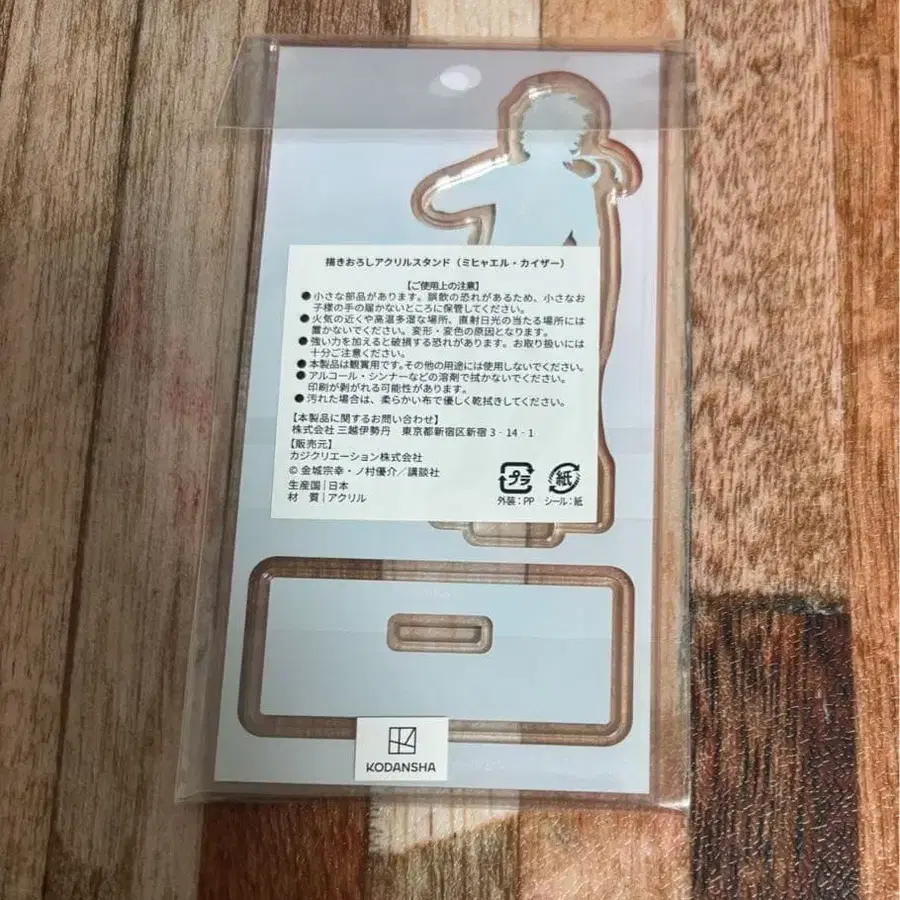 描きおろしアクリルスタンド（ミヒャエル・カイザー）
【ご使用上の注意】
●小さな部品があります。誤飲の恐れがあるため、小さなお
子様の手の届かないところに保管してください。
●火気の近くや高温多湿な場所、直射日光の当たる場所には
置かないでください。変形・変色の原因となります。
●強い力を加えると破損する恐れがあります。お取り扱いには
十分ご注意ください。
●本製品は観賞用です。その他の用途には使用しないでください。
●アルコール・シンナーなどの溶剤で拭かないでください。
印刷が剥がれる可能性があります。
●汚れた場合は、柔らかい布で優しく乾拭きしてください。
【本製品に関するお問い合わせ】
株式会社 三越伊勢丹　東京都新宿区新宿 3‐14‐1
【販売元】
カジクリエーション株式会社
© 金城宗幸・ノ村優介／講談社
生産国｜日本
材　質｜アクリル
プラ
紙
外装：PP
シール：紙
KODANSHA